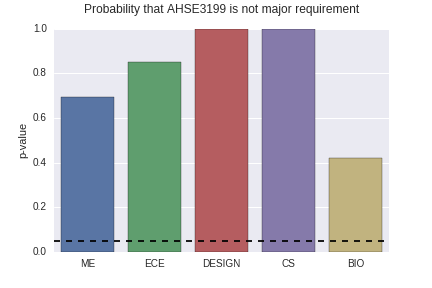 Probability that AHSE3199 is not major requirement
1.0
0.8
0.6
0.4
0.2
0.0
p-value
ME ECE DESIGN CS BIO